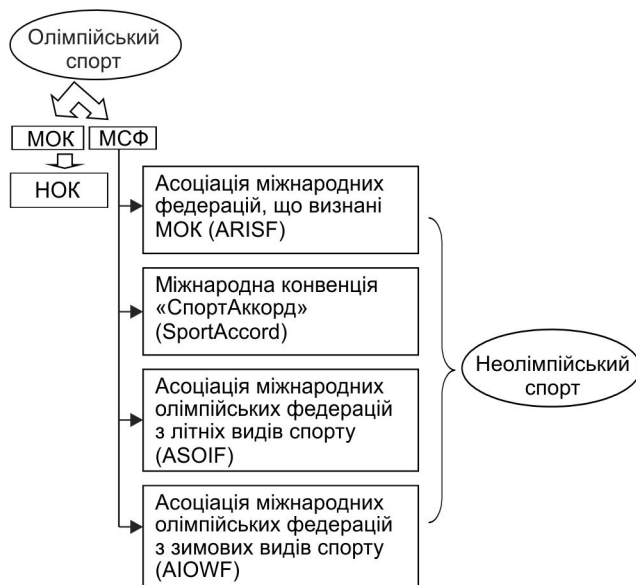 Олімпійський
спорт
МОК
МСФ
НОК
Асоціація міжнародних
федерацій, що визнані
МОК (ARISF)
Міжнародна конвенція
«СпортАккорд»
(SportAccord)
Асоціація міжнародних
олімпійських федерацій
з літніх видів спорту
(ASOIF)
Асоціація міжнародних
олімпійських федерацій
з зимових видів спорту
(AIOWF)
Неолімпійський
спорт